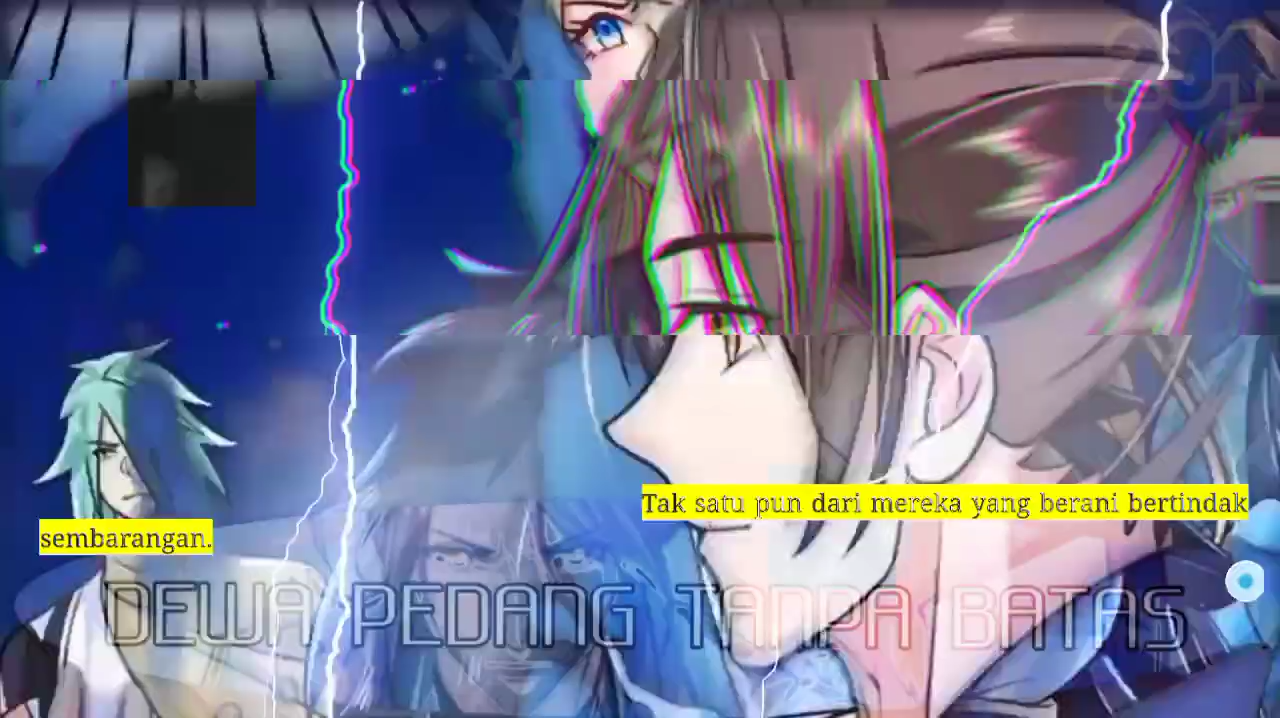 Tak satu pun dari mereka yang berani bertindak
sembarangan.
DEWA PEDANG TANPA BATAS